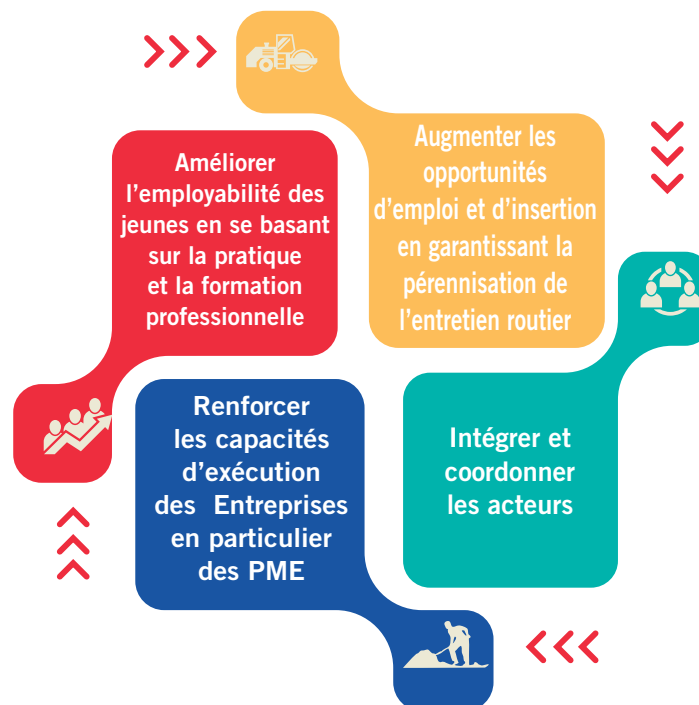 Améliorer
l’employabilité des
jeunes en se basant
sur la pratique
et la formation
professionnelle
Augmenter les
opportunités
d’emploi et d’insertion
en garantissant la
pérennisation de
l’entretien routier
Renforcer
les capacités
d’exécution
des Entreprises
en particulier
des PME
Intégrer et
coordonner
les acteurs